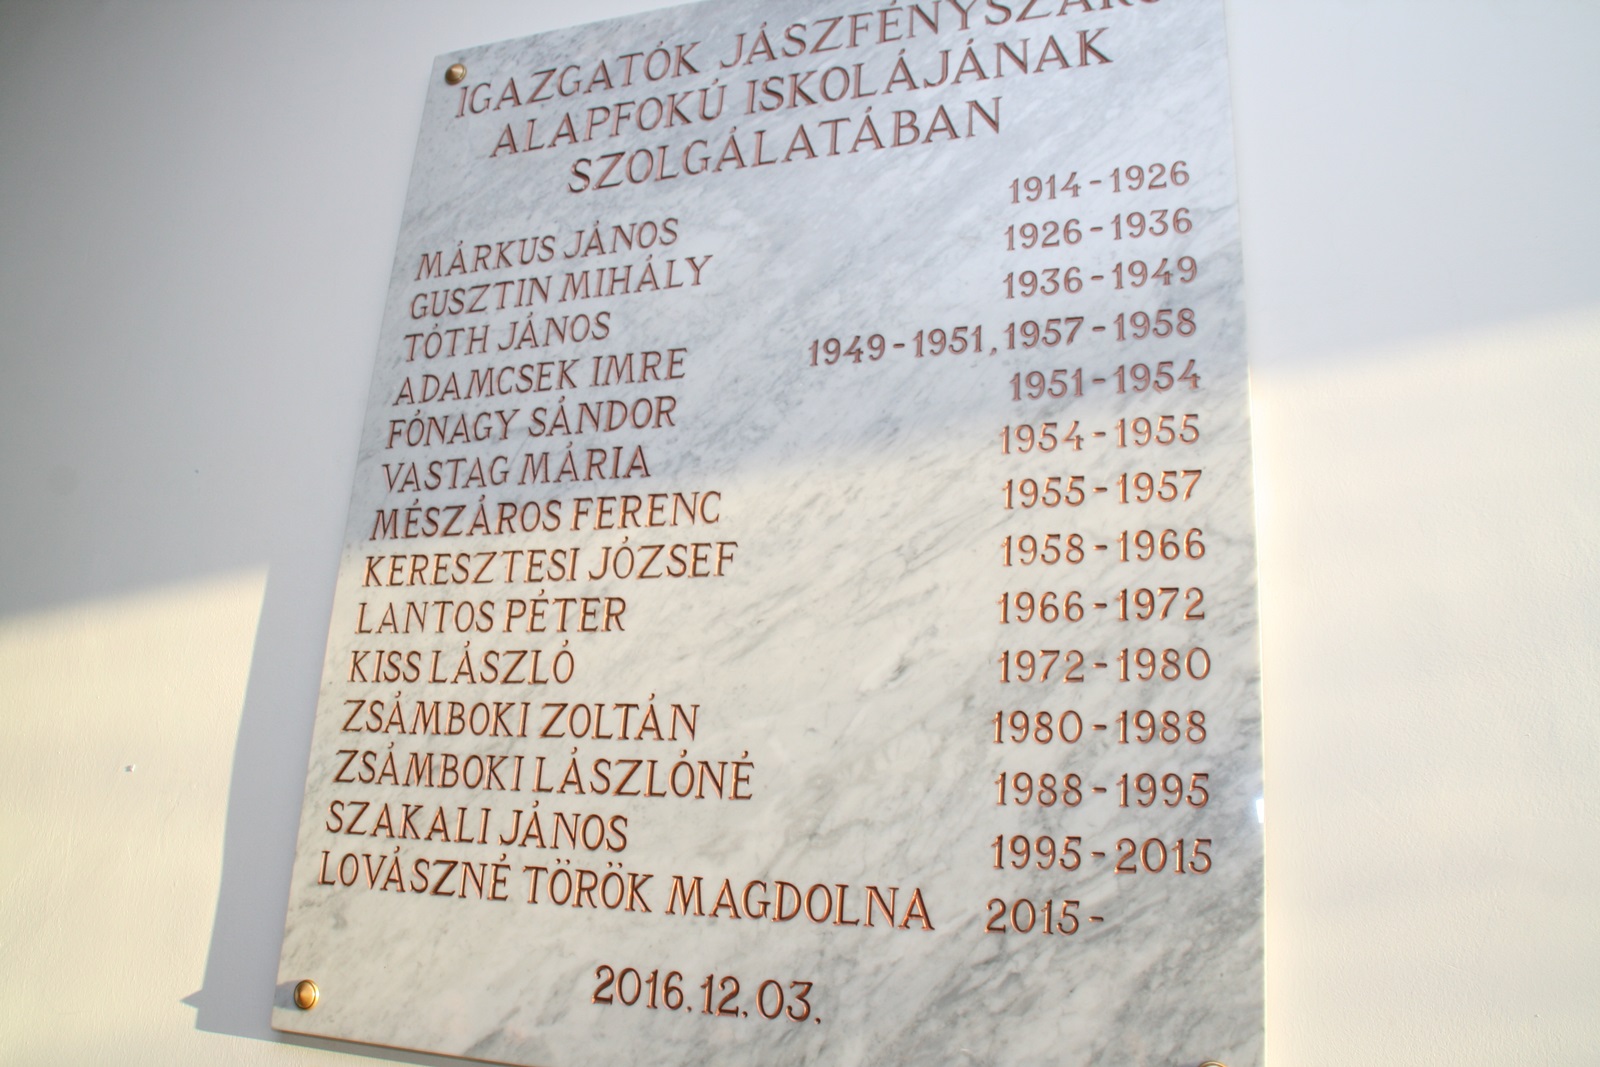 IGAZGATÓK JÁSZFÉNYSZARU
ALAPFOKÚ ISKOLÁJÁNAK
SZOLGÁLATÁBAN
MÁRKUS JÁNOS 1914-1926
GUSZTIN MIHÁLY 1926-1936
TÓTH JÁNOS 1936-1949
ADAMCSEK IMRE 1949-1951, 1957-1958
FÓNAGY SÁNDOR 1951-1954
VASTAG MÁRIA 1954-1955
MÉSZÁROS FERENC 1955-1957
KERESZTESI JÓZSEF 1958-1966
LANTOS PÉTER 1966-1972
KISS LÁSZLÓ 1972-1980
ZSÁMBOKI ZOLTÁN 1980-1988
ZSÁMBOKI LÁSZLÓNÉ 1988-1995
SZAKALI JÁNOS 1995-2015
LOVÁSZNÉ TÖRÖK MAGDOLNA 2015-
2016.12.03.